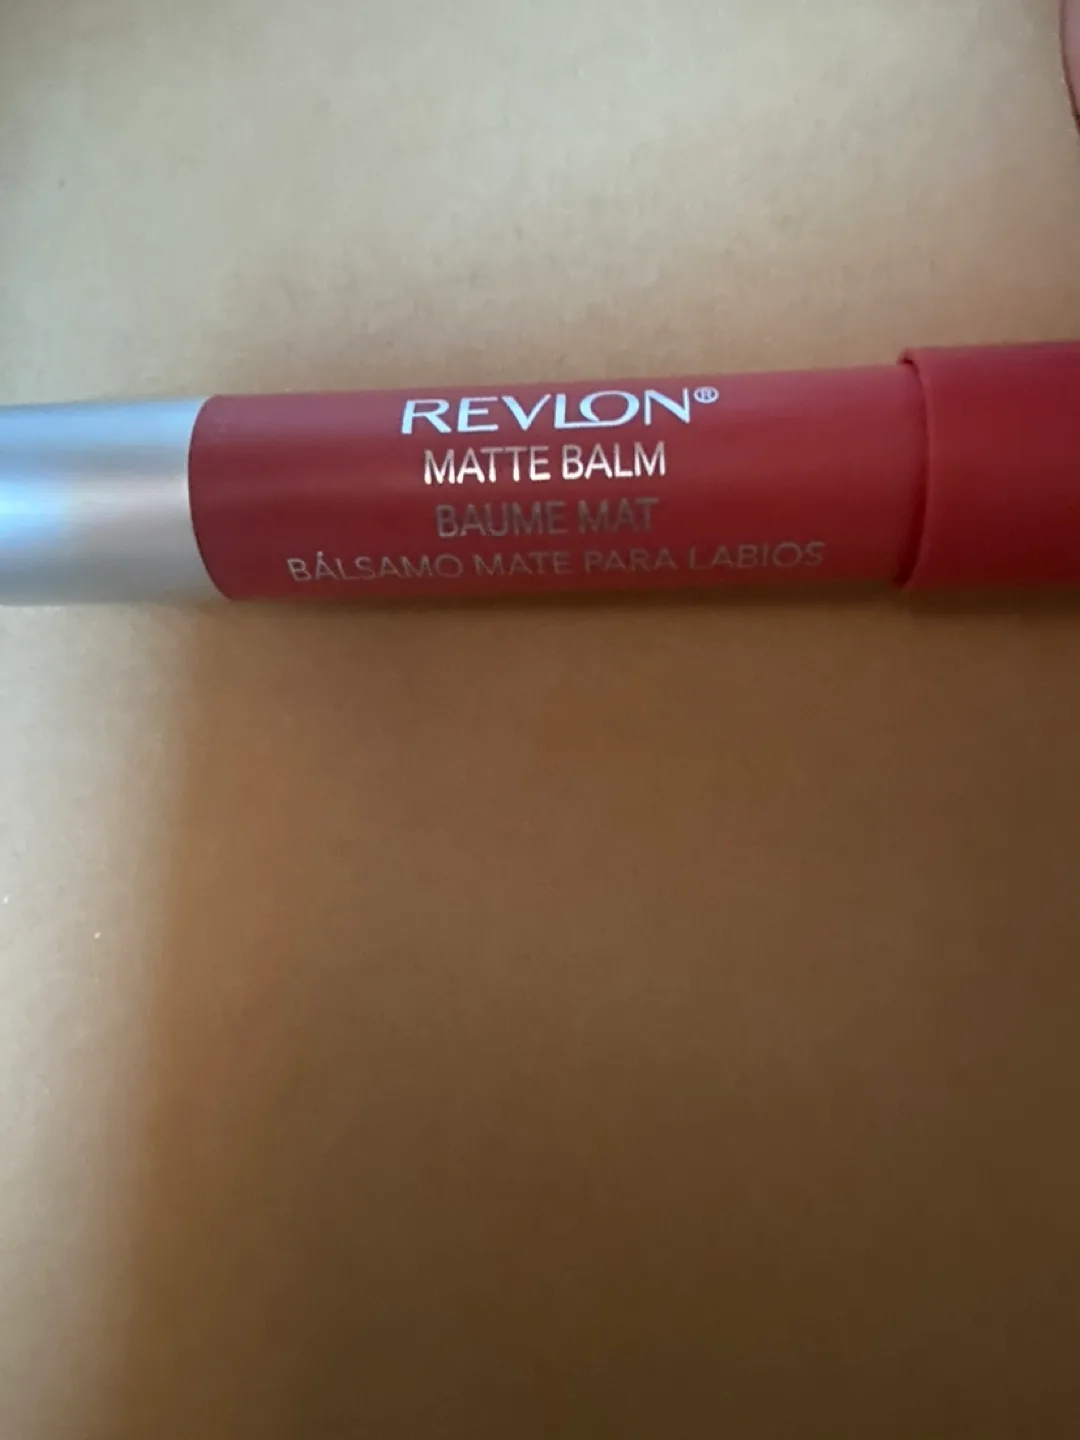 REVLON®
MATTE BALM
BAUME MAT
BÁLSAMO MATE PARA LABIOS